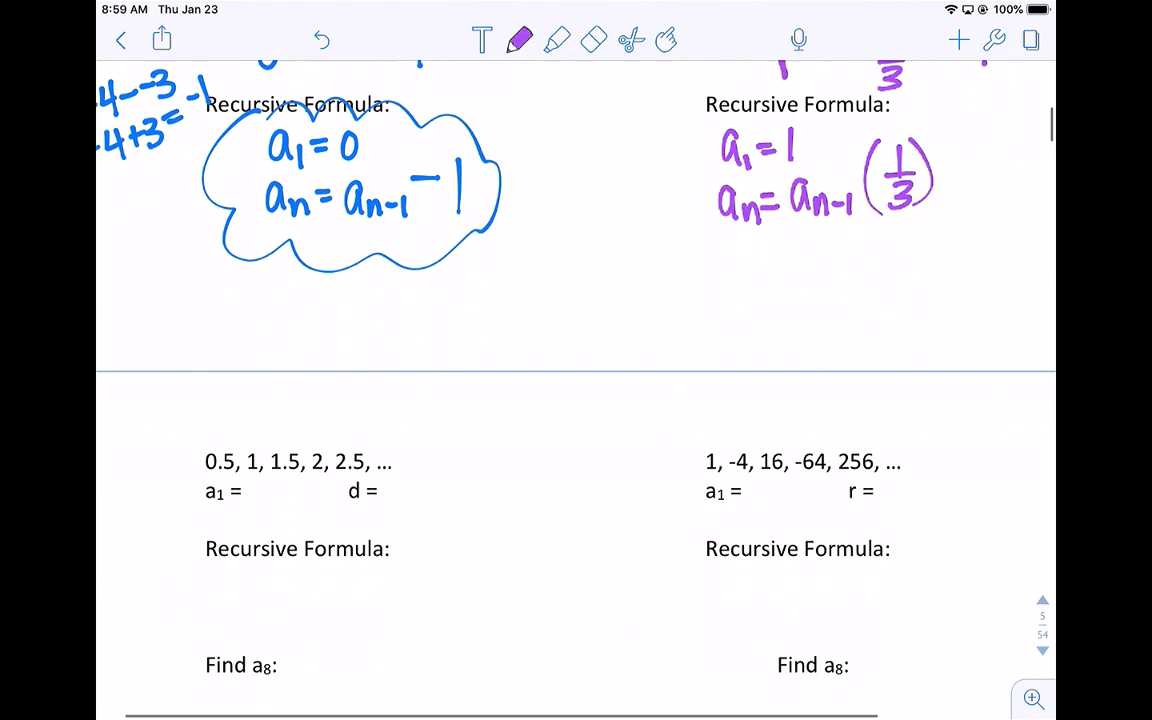 8:59 AM Thu Jan 23
100%
T
4--3
-1
4+3=
Recursive Formula:
a1=0
an=an-1-1
3
Recursive Formula:
a1=1
an=an-1(1/3)
0.5, 1, 1.5, 2, 2.5, ...
a1 =
d =
Recursive Formula:
Find a8:
1, -4, 16, -64, 256, ...
a1 =
r =
Recursive Formula:
Find a8:
5
54